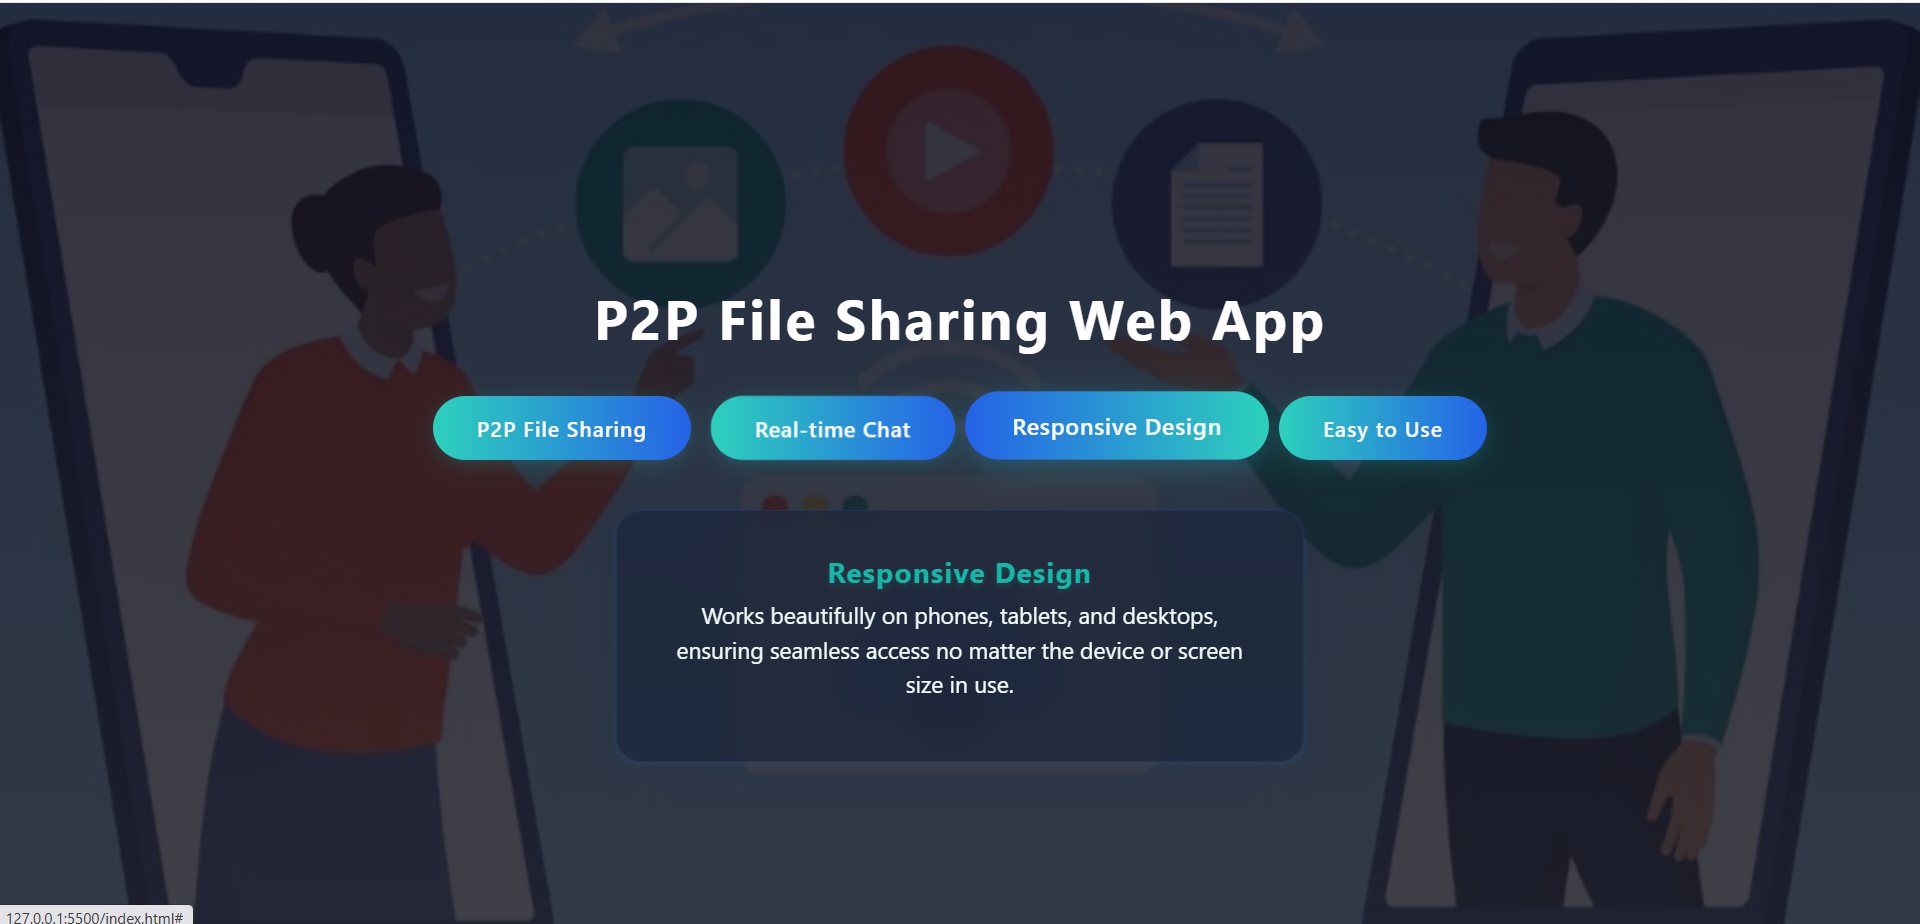 P2P File Sharing Web App
P2P File Sharing
Real-time Chat
Responsive Design
Easy to Use
Responsive Design
Works beautifully on phones, tablets, and desktops,
ensuring seamless access no matter the device or screen
size in use.
127.0.0.1:5500/index.html#